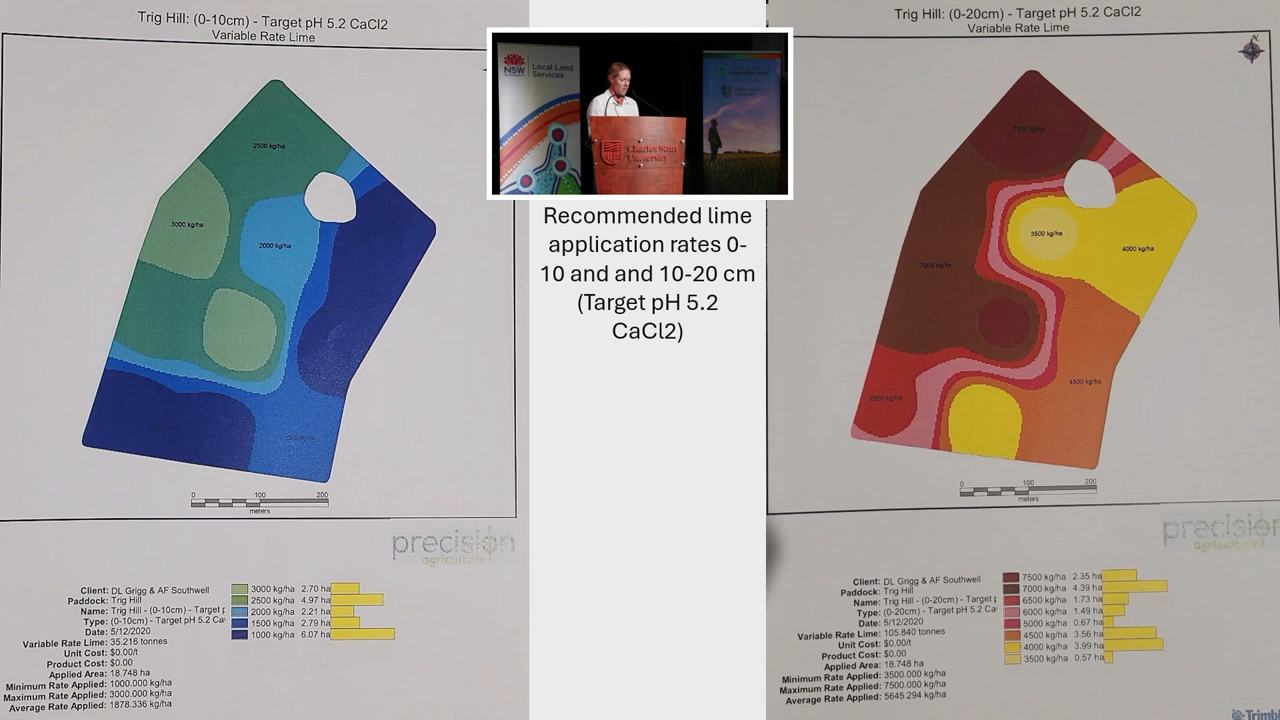 Trig Hill: (0-10cm) - Target pH 5.2 CaCl2
Variable Rate Lime
2500 kg/ha
3000 kg/ha
2000 kg/ha
0 100 200
meters
precision
agricultural
Client: DL Grigg & AF Southwell
Paddock: Trig Hill
Name: Trig Hill - (0-10cm) - Target p
Type: (0-10cm) - Target pH 5.2 Ca
Date: 5/12/2020
Variable Rate Lime: 35.216 tonnes
Unit Cost: $0.00/t
Product Cost: $0.00
Applied Area: 18.748 ha
Minimum Rate Applied: 1000.000 kg/ha
Maximum Rate Applied: 3000.000 kg/ha
Average Rate Applied: 1878.336 kg/ha
3000 kg/ha 2.70 ha
2500 kg/ha 4.97 ha
2000 kg/ha 2.21 ha
1500 kg/ha 2.79 ha
1000 kg/ha 6.07 ha
NSW
Local Land
Services
Charles Sturt
University
Charles Sturt
University
Recommended lime
application rates 0-
10 and and 10-20 cm
(Target pH 5.2
CaCl2)
Trig Hill: (0-20cm) - Target pH 5.2 CaCl2
Variable Rate Lime
N
7500 kg/ha
3500 kg/ha
4000 kg/ha
7000 kg/ha
4500 kg/ha
6500 kg/ha
0 100 200
meters
precision
agricultural
Client: DL Grigg & AF Southwell
Paddock: Trig Hill
Name: Trig Hill - (0-20cm) - Target p
Type: (0-20cm) - Target pH 5.2 Ca
Date: 5/12/2020
Variable Rate Lime: 105.840 tonnes
Unit Cost: $0.00/t
Product Cost: $0.00
Applied Area: 18.748 ha
Minimum Rate Applied: 3500.000 kg/ha
Maximum Rate Applied: 7500.000 kg/ha
Average Rate Applied: 5645.294 kg/ha
7500 kg/ha 2.35 ha
7000 kg/ha 4.39 ha
6500 kg/ha 1.73 ha
6000 kg/ha 1.49 ha
5000 kg/ha 0.67 ha
4500 kg/ha 3.56 ha
4000 kg/ha 3.99 ha
3500 kg/ha 0.57 ha
Trimb